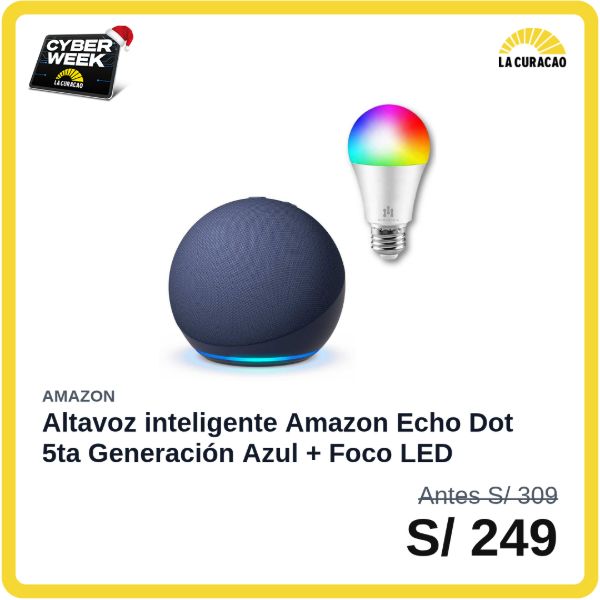 CYBER
WEEK
LA CURACAO
LA CURACAO
AMAZON
Altavoz inteligente Amazon Echo Dot
5ta Generación Azul + Foco LED
Antes S/ 309
S/ 249